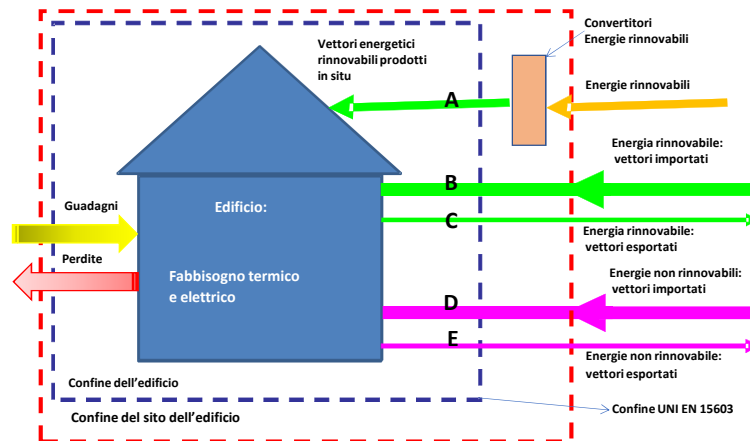 Convertitori
Energie rinnovabili
Vettori energetici
rinnovabili prodotti
in situ
Energie rinnovabili
A
Energia rinnovabile:
vettori importati
B
Edificio:
Guadagni
C
Energia rinnovabile:
vettori esportati
Perdite
Fabbisogno termico
e elettrico
Energie non rinnovabili:
vettori importati
D
E
Energie non rinnovabile:
vettori esportati
Confine dell'edificio
Confine del sito dell'edificio
Confine UNI EN 15603